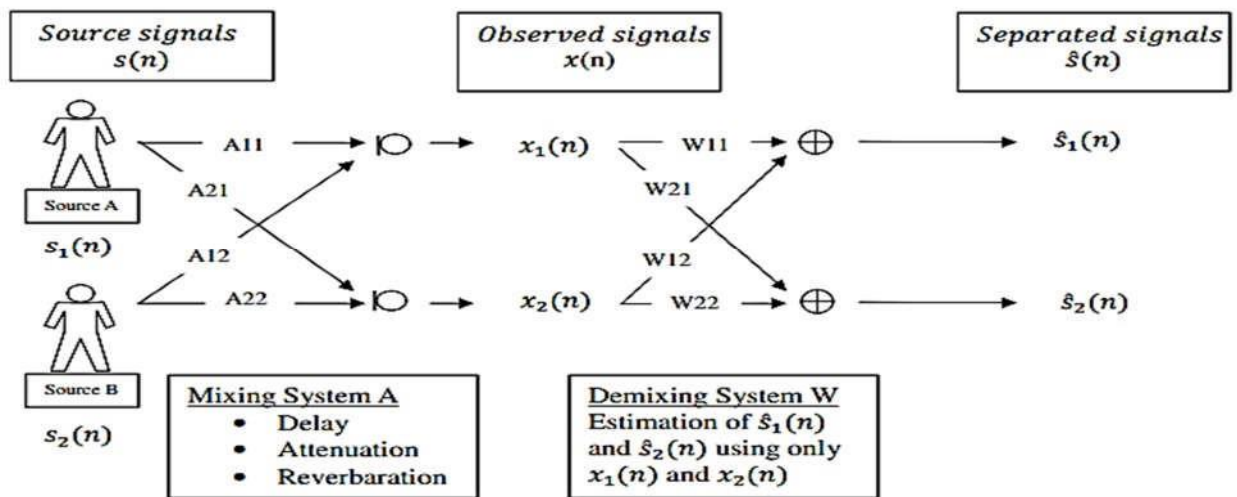 Source signals
s(n)
Observed signals
x(n)
Separated signals
ŝ(n)
Source A
s₁(n)
A11
A21
A12
A22
Source B
s₂(n)
x₁(n)
x₂(n)
W11
W21
W12
W22
ŝ₁(n)
ŝ₂(n)
Mixing System A
• Delay
• Attenuation
• Reverbaration
Demixing System W
Estimation of ŝ₁(n)
and ŝ₂(n) using only
x₁(n) and x₂(n)